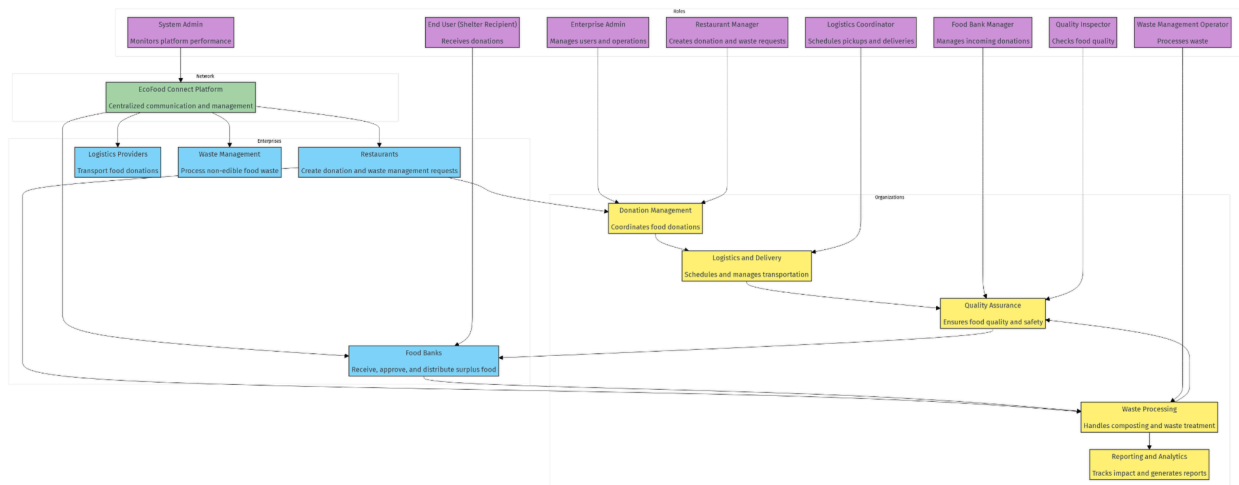 Roles
System Admin
Monitors platform performance
End User (Shelter Recipient)
Receives donations
Enterprise Admin
Manages users and operations
Restaurant Manager
Creates donation and waste requests
Logistics Coordinator
Schedules pickups and deliveries
Food Bank Manager
Manages incoming donations
Quality Inspector
Checks food quality
Waste Management Operator
Processes waste
Network
EcoFood Connect Platform
Centralized communication and management
Enterprises
Logistics Providers
Transport food donations
Waste Management
Process non-edible food waste
Restaurants
Create donation and waste management requests
Organizations
Donation Management
Coordinates food donations
Logistics and Delivery
Schedules and manages transportation
Quality Assurance
Ensures food quality and safety
Food Banks
Receive, approve, and distribute surplus food
Waste Processing
Handles composting and waste treatment
Reporting and Analytics
Tracks impact and generates reports